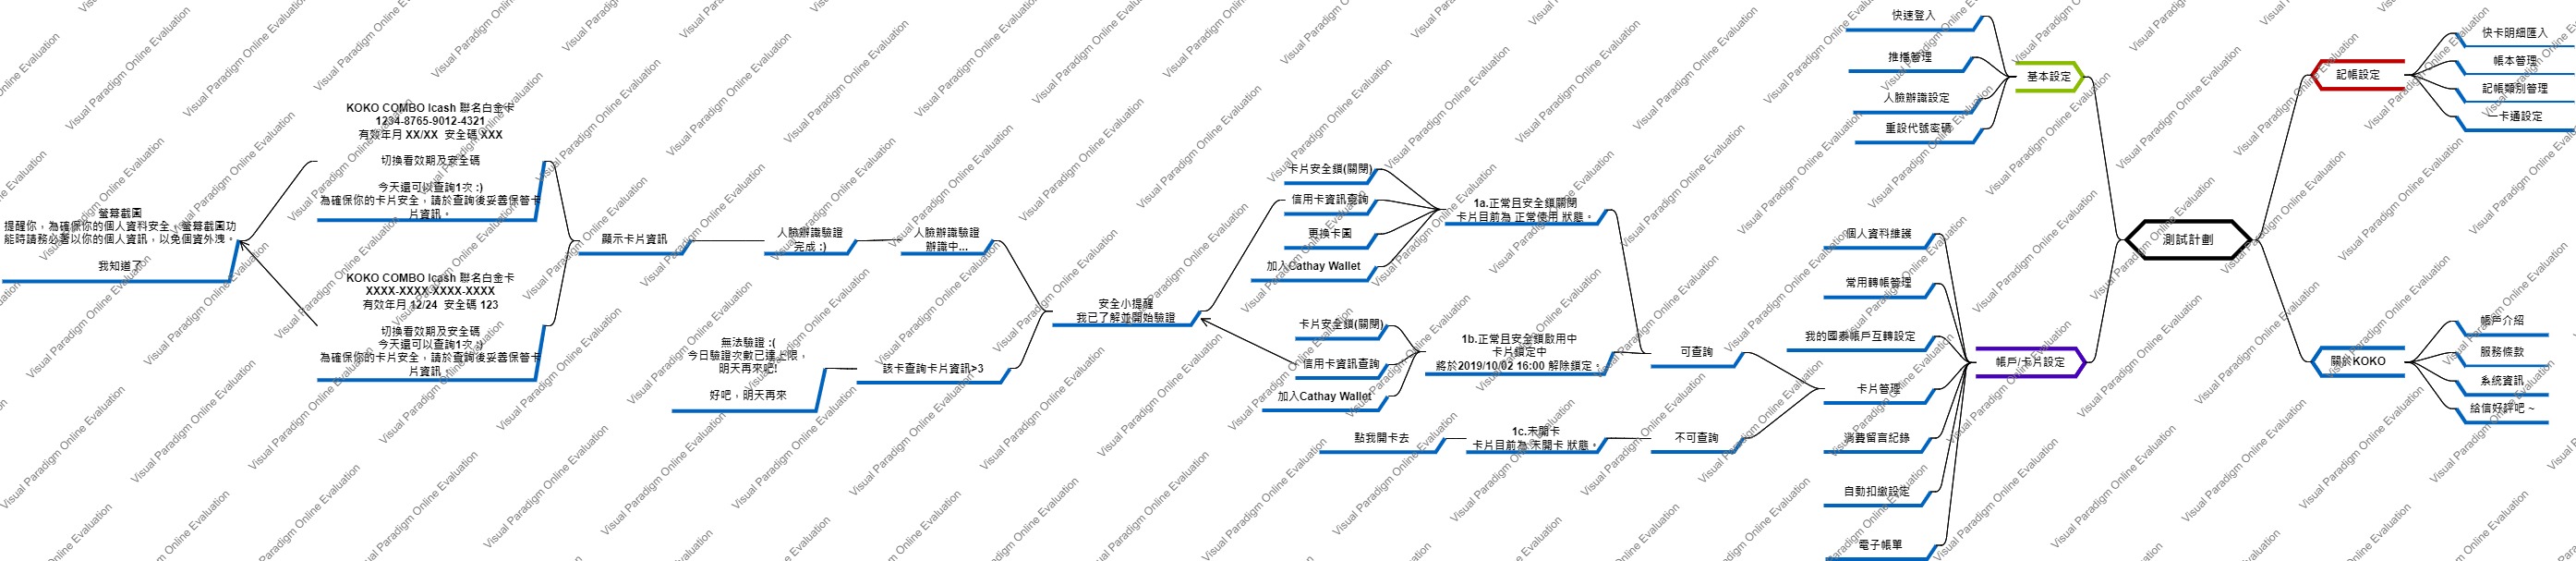 測試計劃
基本設定
快速登入
推播管理
人臉辦識設定
重設代號密碼
帳戶/卡片設定
個人資料維護
常用轉帳管理
我的國泰帳戶互轉設定
卡片管理
消費留言紀錄
自動扣繳設定
電子帳單
可查詢
不可查詢
1a.正常且安全鎖關閉
卡片目前為 正常使用 狀態。
卡片安全鎖(關閉)
信用卡資訊查詢
更換卡圖
加入Cathay Wallet
1b.正常且安全鎖啟用中
卡片鎖定中
將於2019/10/02 16:00 解除鎖定。
卡片安全鎖(關閉)
信用卡資訊查詢
加入Cathay Wallet
1c.未開卡
卡片目前為 未開卡 狀態。
點我開卡去
安全小提醒
我已了解並開始驗證
人臉辦識驗證
辦識中...
人臉辦識驗證
完成 :)
顯示卡片資訊
KOKO COMBO Icash 聯名白金卡
1234-8765-9012-4321
有效年月 XX/XX 安全碼 XXX
切換看效期及安全碼
今天還可以查詢1次 :)
為確保你的卡片安全，請於查詢後妥善保管卡
片資訊。
KOKO COMBO Icash 聯名白金卡
XXXX-XXXX-XXXX-XXXX
有效年月 12/24 安全碼 123
切換看效期及安全碼
今天還可以查詢1次 :)
為確保你的卡片安全，請於查詢後妥善保管卡
片資訊。
螢幕截圖
提醒你，為確保你的個人資料安全、螢幕截圖功
能時請務必善以你的個人資訊，以免個資外洩。
我知道了
該卡查詢卡片資訊>3
無法驗證 :(
今日驗證次數已達上限，
明天再來吧!
好吧，明天再來
記帳設定
快卡明細匯入
帳本管理
記帳類別管理
一卡通設定
關於KOKO
帳戶介紹
服務條款
系統資訊
給信好評吧 ~
Visual Paradigm Online Evaluation